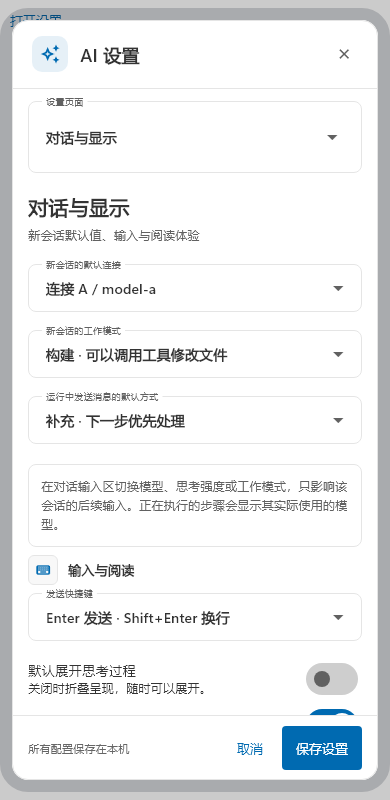 打开设置
AI 设置
设置页面
对话与显示
对话与显示
新会话默认值、输入与阅读体验
新会话的默认连接
连接 A / model-a
新会话的工作模式
构建 · 可以调用工具修改文件
运行中发送消息的默认方式
补充 · 下一步优先处理
在对话输入区切换模型、思考强度或工作模式，只影响该
会话的后续输入。正在执行的步骤会显示其实际使用的模
型。
输入与阅读
发送快捷键
Enter 发送 · Shift+Enter 换行
默认展开思考过程
关闭时折叠呈现，随时可以展开。
所有配置保存在本机
取消
保存设置